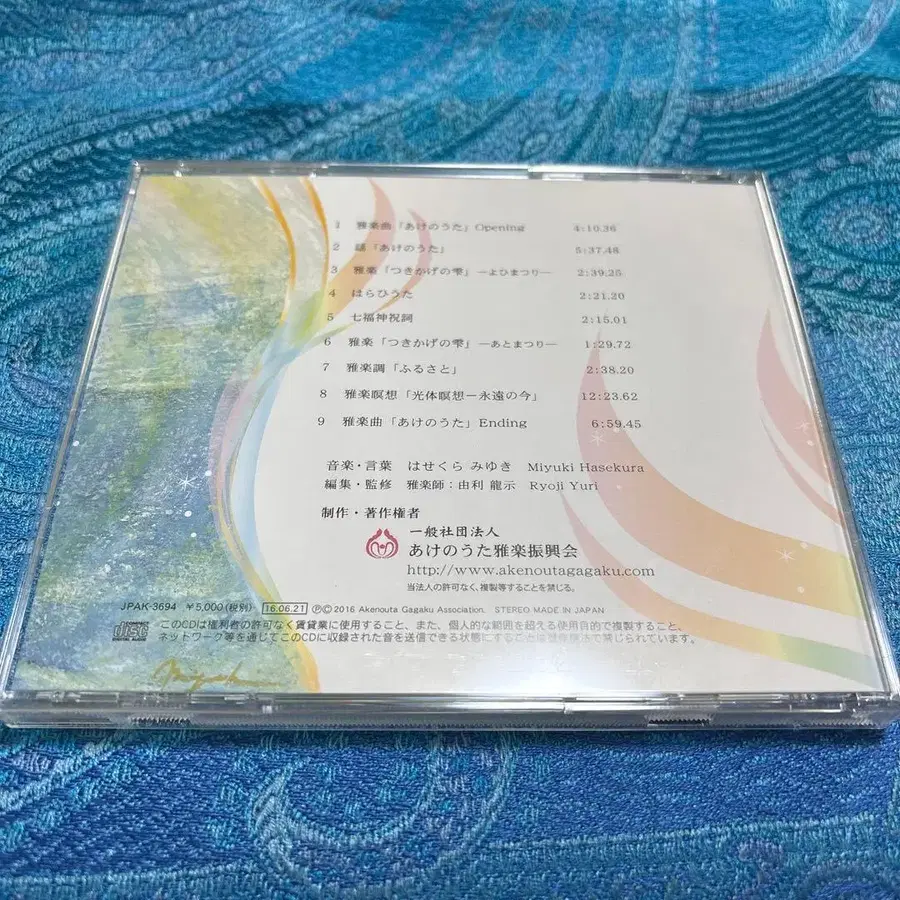 1 雅楽曲「あけのうた」Opening 4:10.36
2 謡「あけのうた」 5:37.48
3 雅楽「つきかげの雫」―よひまつり― 2:39.25
4 はらひうた 2:21.20
5 七福神祝詞 2:15.01
6 雅楽「つきかげの雫」―あとまつり― 1:29.72
7 雅楽調「ふるさと」 2:38.20
8 雅楽瞑想「光体瞑想ー永遠の今」 12:23.62
9 雅楽曲「あけのうた」Ending 6:59.45
音楽・言葉 はせくら みゆき Miyuki Hasekura
編集・監修 雅楽師：由利 龍示 Ryoji Yuri
制作・著作権者
一般社団法人
あけのうた雅楽振興会
http://www.akenoutagagaku.com
当法人の許可なく、複製等することを禁じる。
JPAK-3694 ￥5,000(税別) 16.06.21 ⓅⒸ2016 Akenouta Gagaku Association. STEREO MADE IN JAPAN
COMPACT disc DIGITAL AUDIO
このCDは権利者の許可なく賃貸業に使用すること、また、個人的な範囲を超える使用目的で複製すること、
ネットワーク等を通じてこのCDに収録された音を送信できる状態にすることは著作権法で禁じられています。